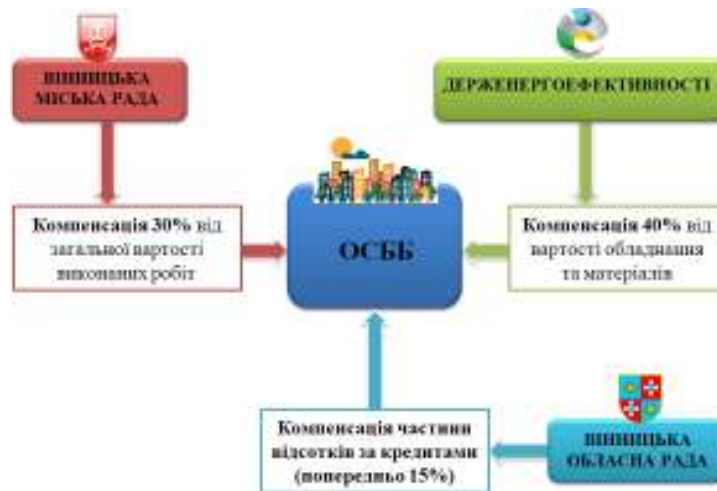 ВІННИЦЬКА
МІСЬКА РАДА
ДЕРЖЕНЕРГОЕФЕКТИВНОСТІ
Компенсація 30% від
загальної вартості
виконаних робіт
ОСББ
Компенсація 40% від
вартості обладнання
та матеріалів
Компенсація частини
відсотків за кредитами
(попередньо 15%)
ВІННИЦЬКА
ОБЛАСНА РАДА